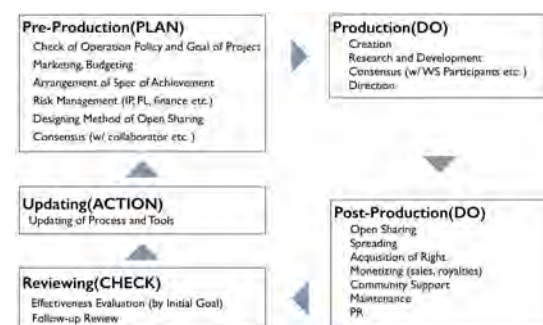 Pre-Production(PLAN)
Check of Operation Policy and Goal of Project
Marketing, Budgeting
Arrangement of Spec of Achievement
Risk Management (IP, PL, finance etc.)
Designing Method of Open Sharing
Consensus (w/ collaborator etc.)
Production(DO)
Creation
Research and Development
Consensus (w/ WS Participants etc.)
Direction
Post-Production(DO)
Open Sharing
Spreading
Acquisition of Right
Monetizing (sales, royalties)
Community Support
Maintenance
PR
Reviewing(CHECK)
Effectiveness Evaluation (by Initial Goal)
Follow-up Review
Updating(ACTION)
Updating of Process and Tools